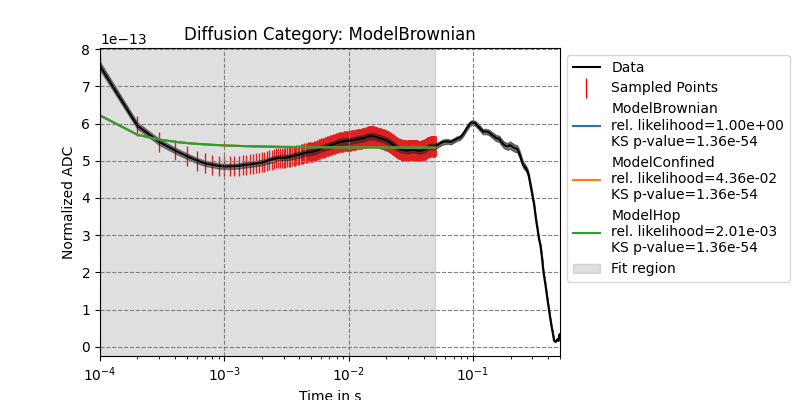 Diffusion Category: ModelBrownian
1e−13
8
7
6
5
4
3
2
1
0
Normalized ADC
10⁻⁴
10⁻³
10⁻²
10⁻¹
Time in s
Data
Sampled Points
ModelBrownian
rel. likelihood=1.00e+00
KS p-value=1.36e-54
ModelConfined
rel. likelihood=4.36e-02
KS p-value=1.36e-54
ModelHop
rel. likelihood=2.01e-03
KS p-value=1.36e-54
Fit region